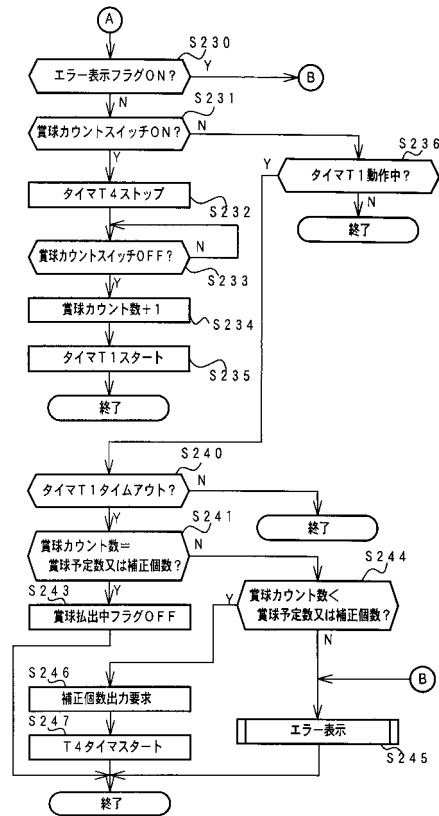 A
S230
エラー表示フラグON?
Y
B
N
S231
賞球カウントスイッチON?
N
S236
Y
Y
タイマT1動作中?
タイマT4ストップ
S232
N
終了
賞球カウントスイッチOFF?
N
S233
Y
賞球カウント数+1
S234
タイマT1スタート
S235
終了
S240
タイマT1タイムアウト?
N
Y
S241
終了
賞球カウント数=
賞球予定数又は補正個数?
N
S244
Y
S243
賞球カウント数<
賞球予定数又は補正個数?
Y
賞球払出中フラグOFF
N
S246
B
補正個数出力要求
S247
エラー表示
T4タイマスタート
S245
終了